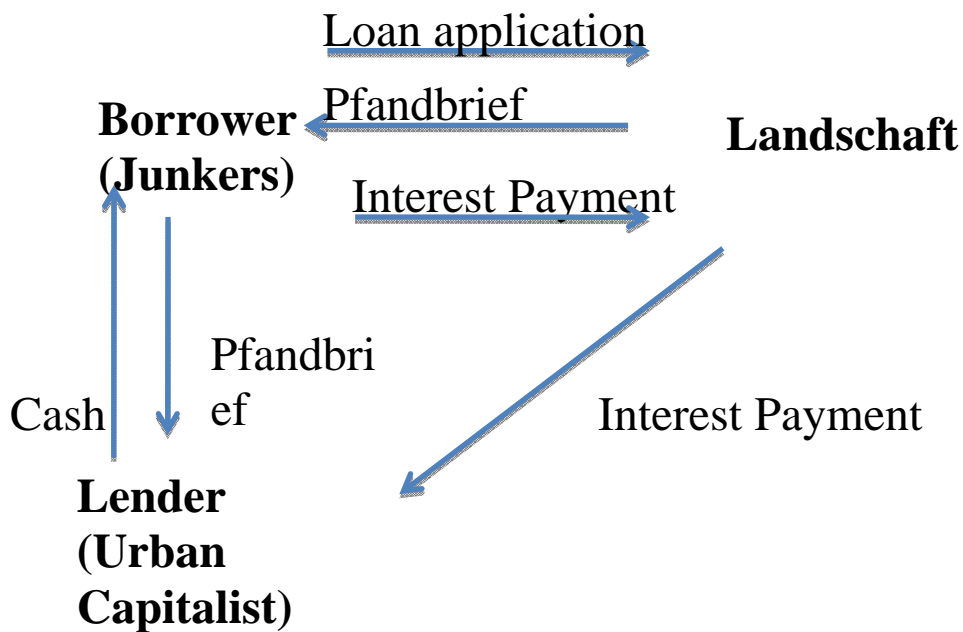 Loan application
Pfandbrief
Borrower
(Junkers)
Landschaft
Interest Payment
Pfandbri
ef
Cash
Interest Payment
Lender
(Urban
Capitalist)